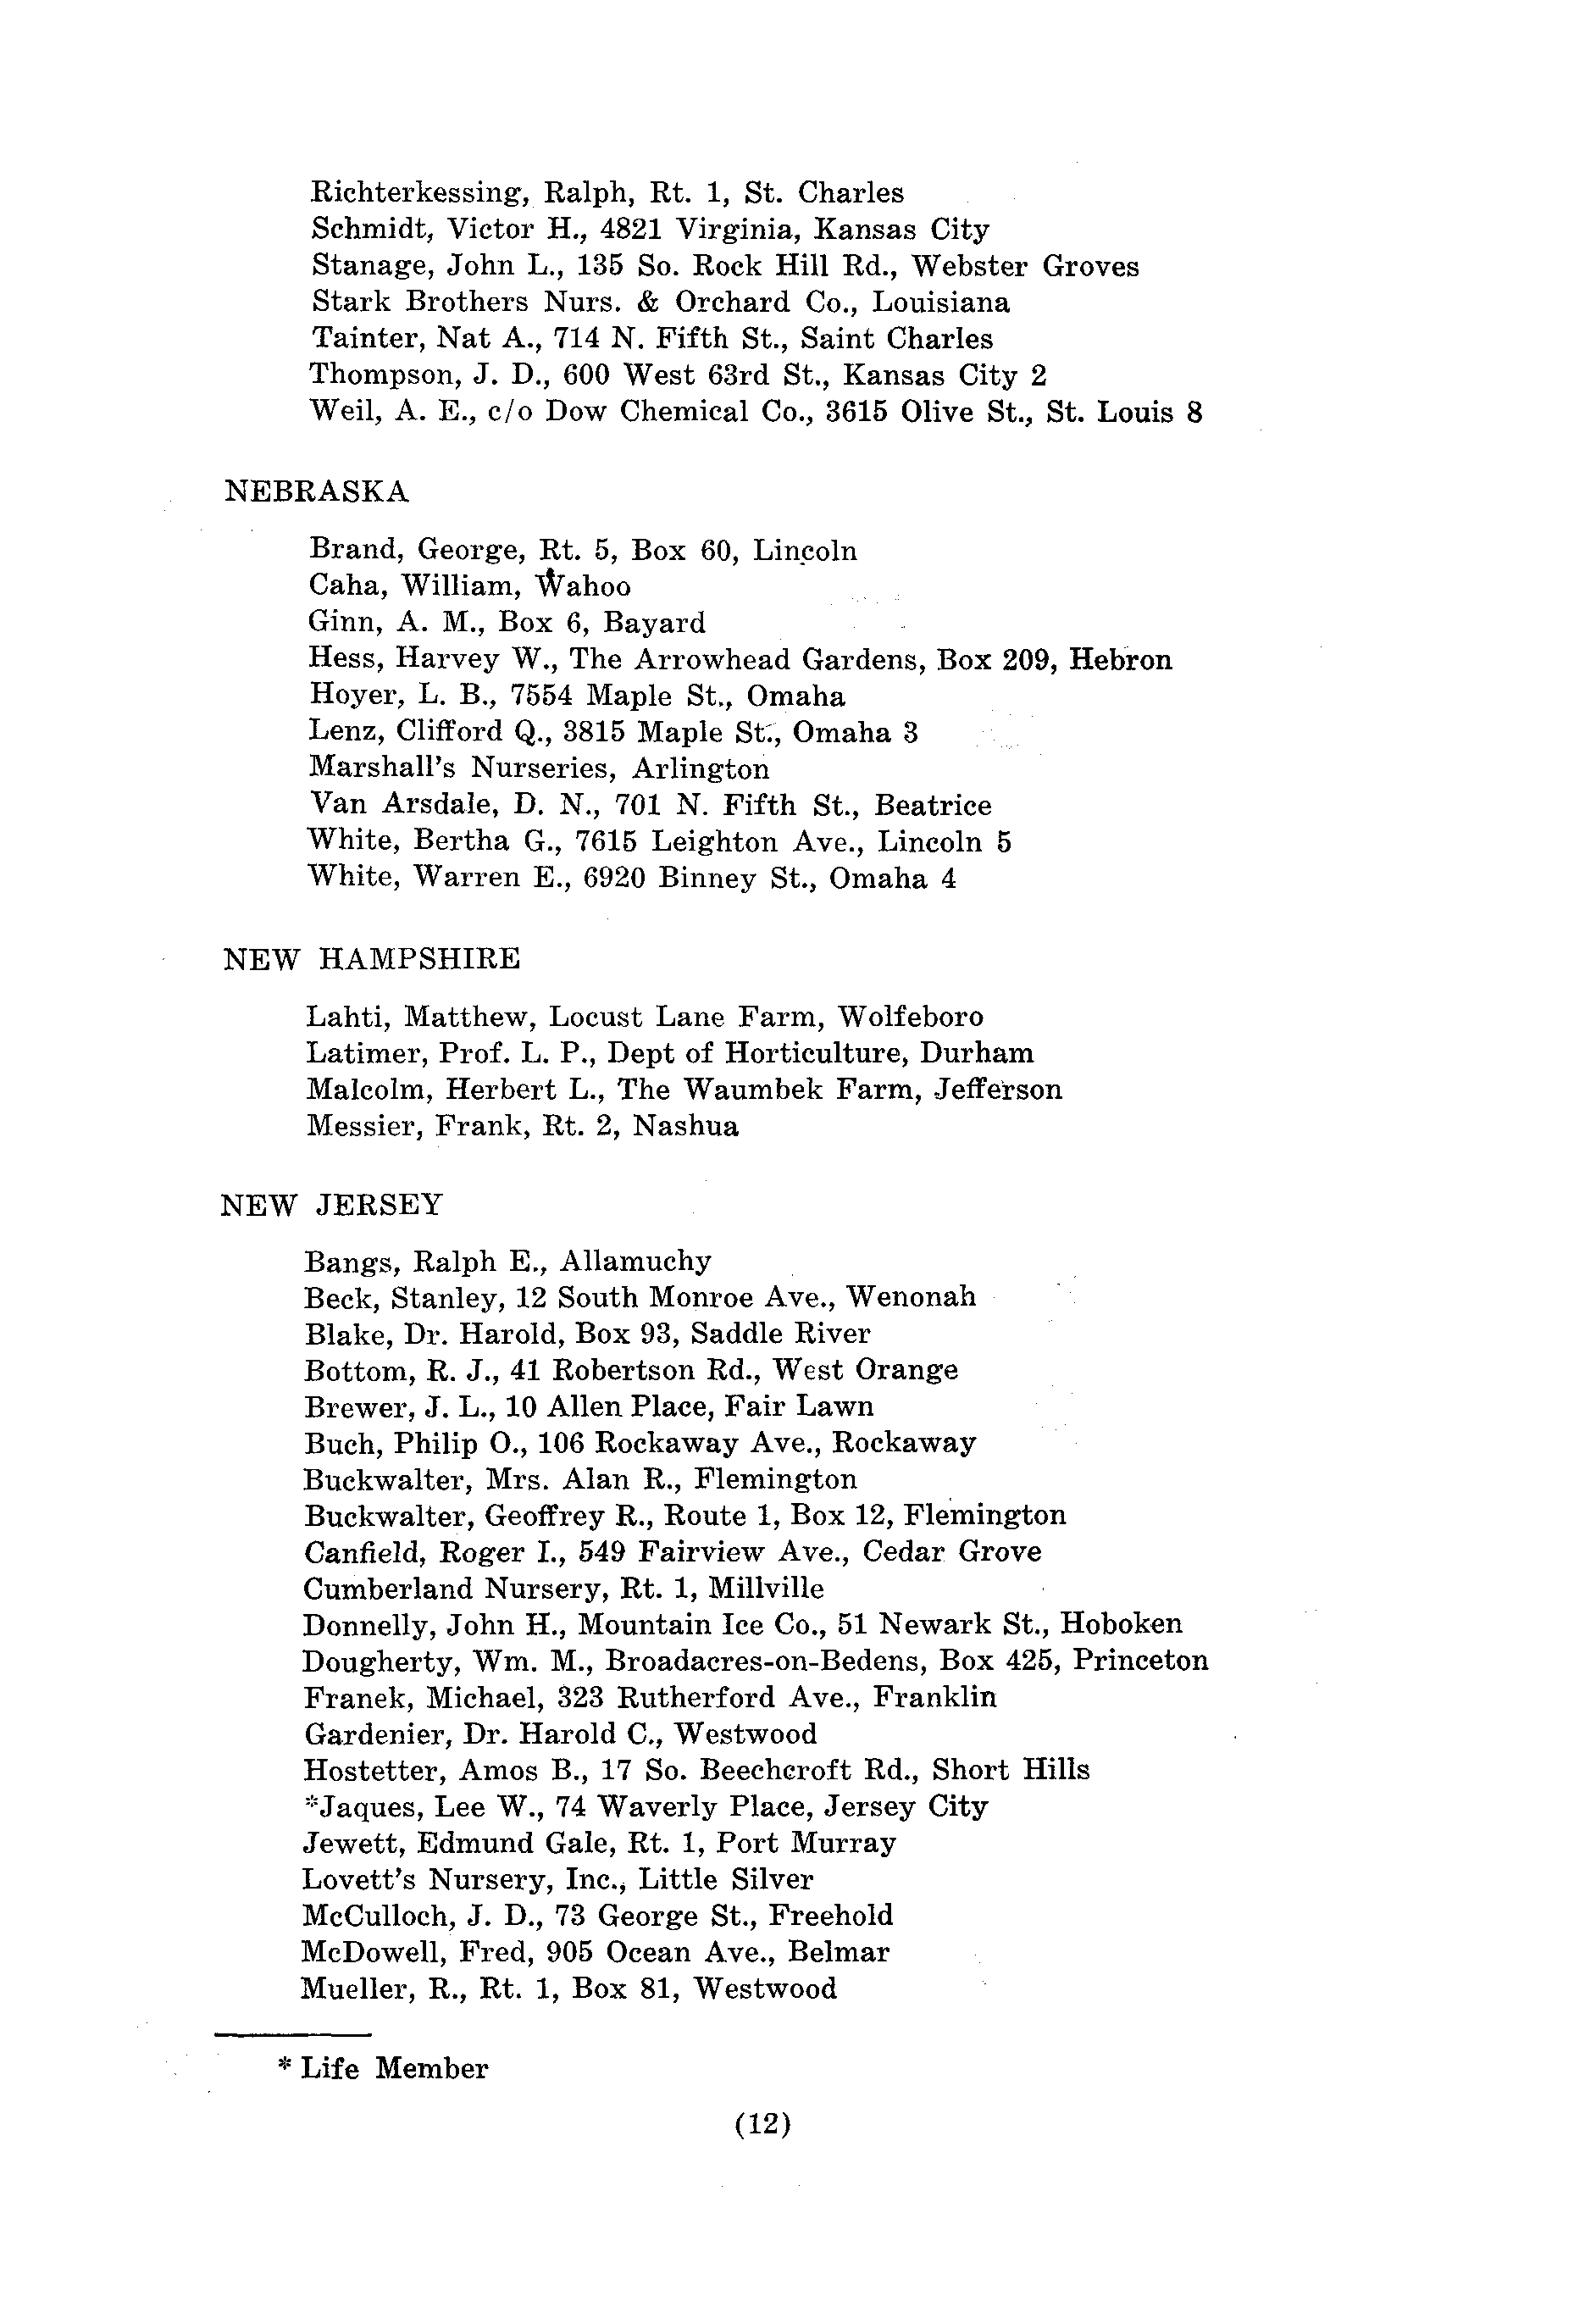 Richterkessing, Ralph, Rt. 1, St. Charles
Schmidt, Victor H., 4821 Virginia, Kansas City
Stanage, John L., 135 So. Rock Hill Rd., Webster Groves
Stark Brothers Nurs. & Orchard Co., Louisiana
Tainter, Nat A., 714 N. Fifth St., Saint Charles
Thompson, J. D., 600 West 63rd St., Kansas City 2
Weil, A. E., c/o Dow Chemical Co., 3615 Olive St., St. Louis 8
NEBRASKA
Brand, George, Rt. 5, Box 60, Lincoln
Caha, William, Wahoo
Ginn, A. M., Box 6, Bayard
Hess, Harvey W., The Arrowhead Gardens, Box 209, Hebron
Hoyer, L. B., 7554 Maple St., Omaha
Lenz, Clifford Q., 3815 Maple St., Omaha 3
Marshall's Nurseries, Arlington
Van Arsdale, D. N., 701 N. Fifth St., Beatrice
White, Bertha G., 7615 Leighton Ave., Lincoln 5
White, Warren E., 6920 Binney St., Omaha 4
NEW HAMPSHIRE
Lahti, Matthew, Locust Lane Farm, Wolfeboro
Latimer, Prof. L. P., Dept of Horticulture, Durham
Malcolm, Herbert L., The Waumbek Farm, Jefferson
Messier, Frank, Rt. 2, Nashua
NEW JERSEY
Bangs, Ralph E., Allamuchy
Beck, Stanley, 12 South Monroe Ave., Wenonah
Blake, Dr. Harold, Box 93, Saddle River
Bottom, R. J., 41 Robertson Rd., West Orange
Brewer, J. L., 10 Allen Place, Fair Lawn
Buch, Philip O., 106 Rockaway Ave., Rockaway
Buckwalter, Mrs. Alan R., Flemington
Buckwalter, Geoffrey R., Route 1, Box 12, Flemington
Canfield, Roger I., 549 Fairview Ave., Cedar Grove
Cumberland Nursery, Rt. 1, Millville
Donnelly, John H., Mountain Ice Co., 51 Newark St., Hoboken
Dougherty, Wm. M., Broadacres-on-Bedens, Box 425, Princeton
Franek, Michael, 323 Rutherford Ave., Franklin
Gardenier, Dr. Harold C., Westwood
Hostetter, Amos B., 17 So. Beechcroft Rd., Short Hills
*Jaques, Lee W., 74 Waverly Place, Jersey City
Jewett, Edmund Gale, Rt. 1, Port Murray
Lovett's Nursery, Inc., Little Silver
McCulloch, J. D., 73 George St., Freehold
McDowell, Fred, 905 Ocean Ave., Belmar
Mueller, R., Rt. 1, Box 81, Westwood
* Life Member
(12)